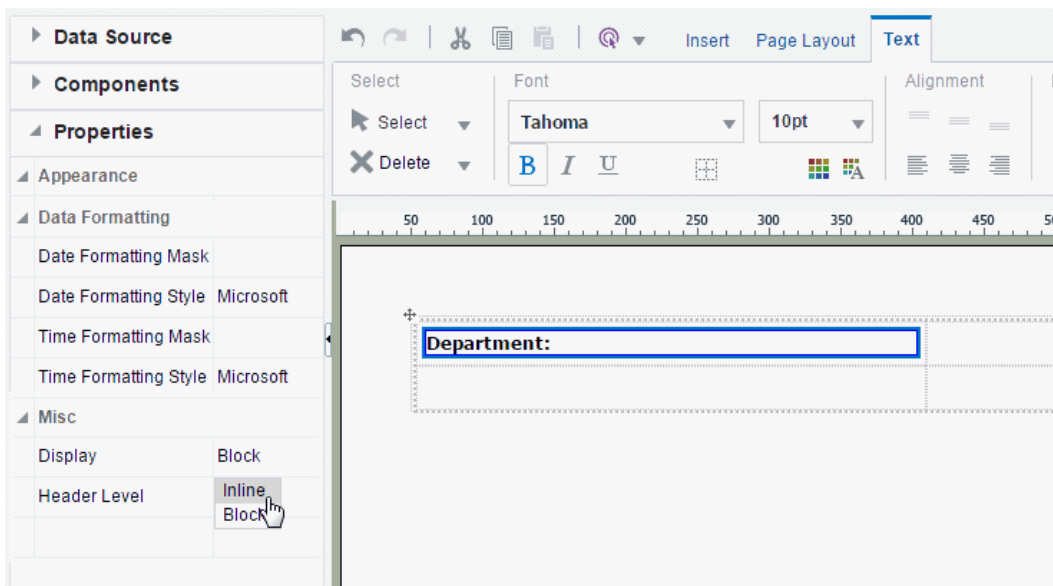 Data Source
Components
Properties
Appearance
Data Formatting
Date Formatting Mask
Date Formatting Style Microsoft
Time Formatting Mask
Time Formatting Style Microsoft
Misc
Display Block
Header Level
Inline
Block
Insert Page Layout Text
Select Font Alignment
Select Tahoma 10pt
Delete B I U
A
50 100 150 200 250 300 350 400 450
Department: